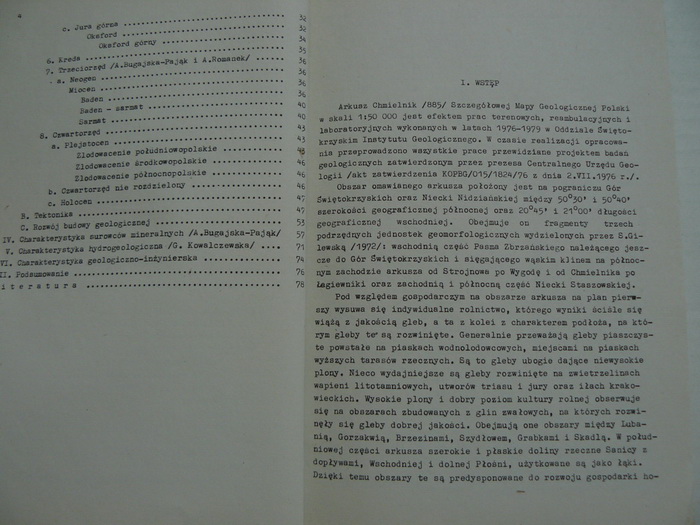 4
c. Jura górna 32
Oksford 32
Oksford górny 34
6. Kreda 35
7. Trzeciorzęd /A.Bugajska-Pająk i A.Romanek/ 36
a. Neogen 36
Miocen 36
Baden 36
Baden - sarmat 40
Sarmat 40
8. Czwartorzęd 43
a. Plejstocen 43
Zlodowacenie południowopolskie
Zlodowacenie środkowopolskie 46
Zlodowacenie północnopolskie 46
b. Czwartorzęd nie rozdzielony 46
c. Holocen
B. Tektonika
C. Rozwój budowy geologicznej 53
IV. Charakterystyka surowców mineralnych /A.Bugajska-Pająk/ 57
V. Charakterystyka hydrogeologiczna /G. Kowalczewska/ 71
VI. Charakterystyka geologiczno-inżynierska 74
II. Podsumowanie 76
iteratura 78
I. WSTĘP
Arkusz Chmielnik /885/ Szczegółowej Mapy Geologicznej Polski
w skali 1:50 000 jest efektem prac terenowych, reambulacyjnych i
laboratoryjnych wykonanych w latach 1976-1979 w Oddziale Święto-
krzyskim Instytutu Geologicznego. W czasie realizacji opracowa-
nia przeprowadzono wszystkie prace przewidziane projektem badań
geologicznych zatwierdzonym przez prezesa Centralnego Urzędu Geo-
logii /akt zatwierdzenia KOPBG/015/1824/76 z dnia 2.VII.1976 r./.
Obszar omawianego arkusza położony jest na pograniczu Gór
Świętokrzyskich oraz Niecki Nidziańskiej między 50°30' i 50°40'
szerokości geograficznej północnej oraz 20°45' i 21°00' długości
geograficznej wschodniej. Obejmuje on fragmenty trzech
podrzędnych jednostek geomorfologicznych wydzielonych przez S.Gi-
lewską /1972/: wschodnią część Pasma Zbrzańskiego należącego jesz-
cze do Gór Świętokrzyskich i sięgającego wąskim klinem na północ-
nym zachodzie arkusza od Strojnowa po Wygodę i od Chmielnika po
Łagiewniki oraz zachodnią i północną część Niecki Staszowskiej.
Pod względem gospodarczym na obszarze arkusza na plan pierw-
szy wysuwa się indywidualne rolnictwo, którego wyniki ściśle się
wiążą z jakością gleb, a ta z kolei z charakterem podłoża, na któ-
rym gleby te są rozwinięte. Generalnie przeważają gleby piaszczys-
te powstałe na piaskach wodnolodowcowych, miejscami na piaskach
wyższych tarasów rzecznych. Są to gleby ubogie dające niewysokie
plony. Nieco wydajniejsze są gleby rozwinięte na zwietrzelinach
wapieni litotamniowych, utworów triasu i jury oraz iłach krako-
wieckich. Wysokie plony i dobry poziom kultury rolnej obserwuje
się na obszarach zbudowanych z glin zwałowych, na których rozwi-
nęły się gleby dobrej jakości. Obejmują one obszary między Luba-
nią, Gorzakwią, Brzezinami, Szydłowem, Grabkami i Skadlą. W połud-
niowej części arkusza szerokie i płaskie doliny rzeczne Sanicy z
dopływami, Wschodniej i dolnej Płośni, użytkowane są jako łąki.
Dzięki temu obszary te są predysponowane do rozwoju gospodarki ho-